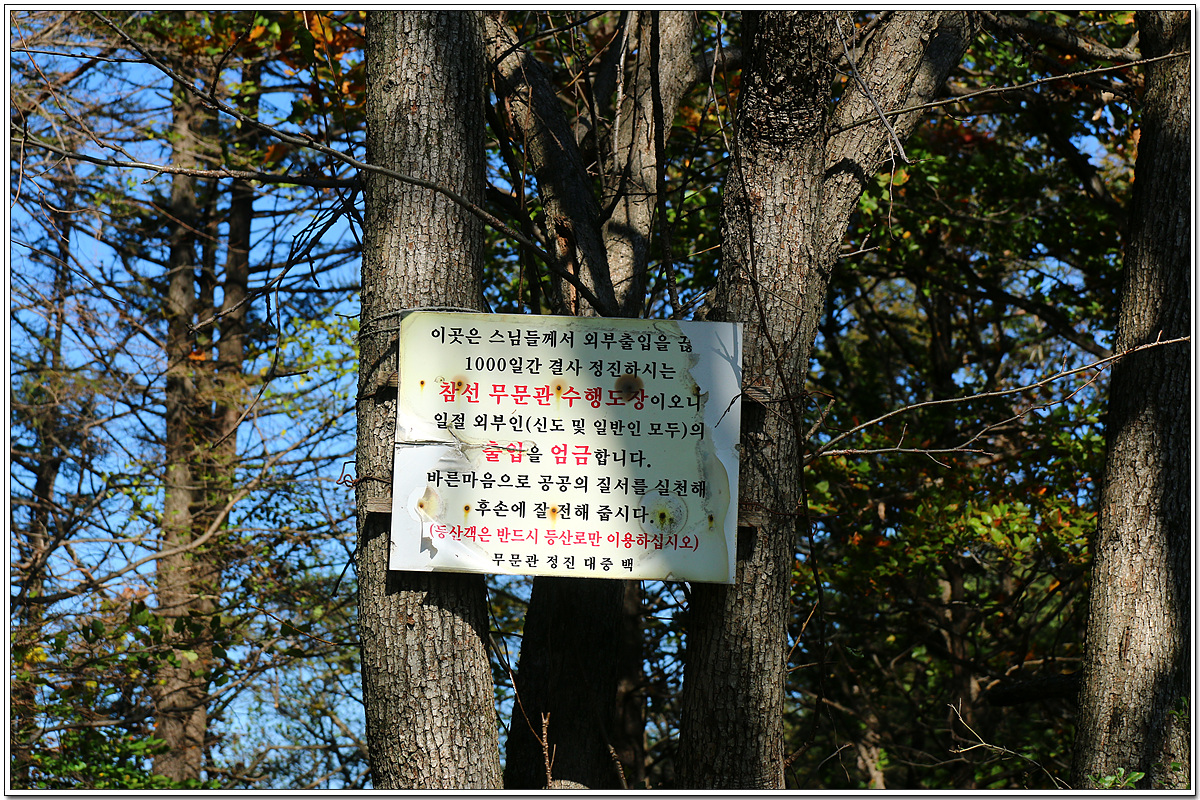 이곳은 스님들께서 외부출입을 끊
1000일간 결사 정진하시는
참선 무문관 수행도장이오니
일절 외부인(신도 및 일반인 모두)의
출입을 엄금합니다.
바른마음으로 공공의 질서를 실천해
후손에 잘 전해 줍시다.
(등산객은 반드시 등산로만 이용하십시오)
무문관 정진 대중 백